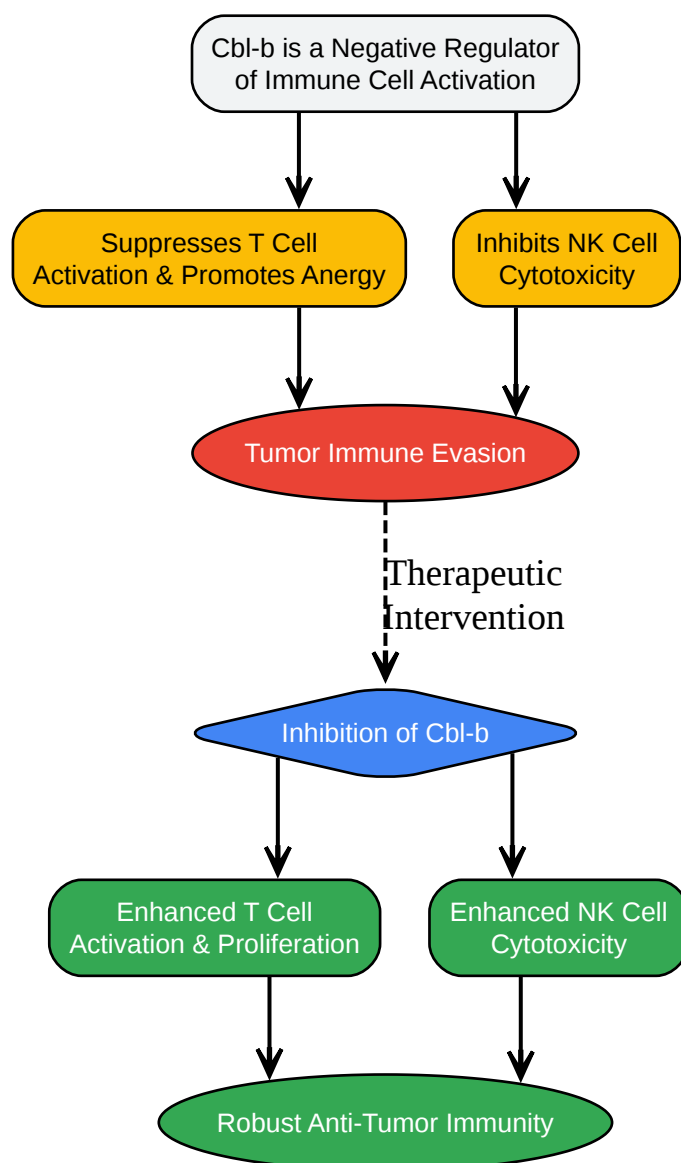 Cbl-b is a Negative Regulator
of Immune Cell Activation
Suppresses T Cell
Activation & Promotes Anergy
Inhibits NK Cell
Cytotoxicity
Tumor Immune Evasion
Therapeutic
Intervention
Inhibition of Cbl-b
Enhanced T Cell
Activation & Proliferation
Enhanced NK Cell
Cytotoxicity
Robust Anti-Tumor Immunity